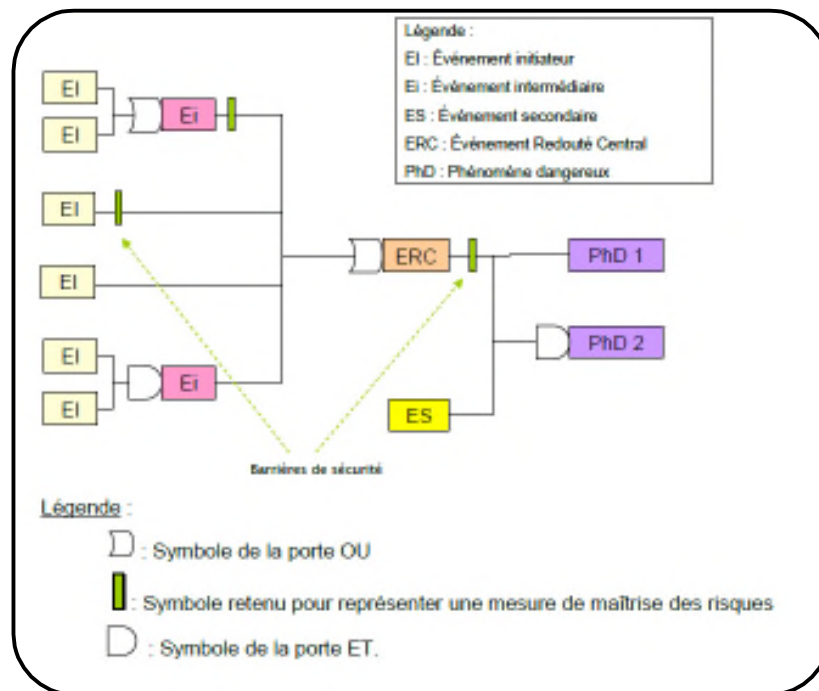 Légende :
EI : Événement initiateur
Ei : Événement intermédiaire
ES : Événement secondaire
ERC : Événement Redouté Central
PhD : Phénomène dangereux
EI
EI
Ei
EI
EI
EI
EI
Ei
ERC
PhD 1
PhD 2
ES
Barrières de sécurité
Légende :
: Symbole de la porte OU
: Symbole retenu pour représenter une mesure de maîtrise des risques
: Symbole de la porte ET.